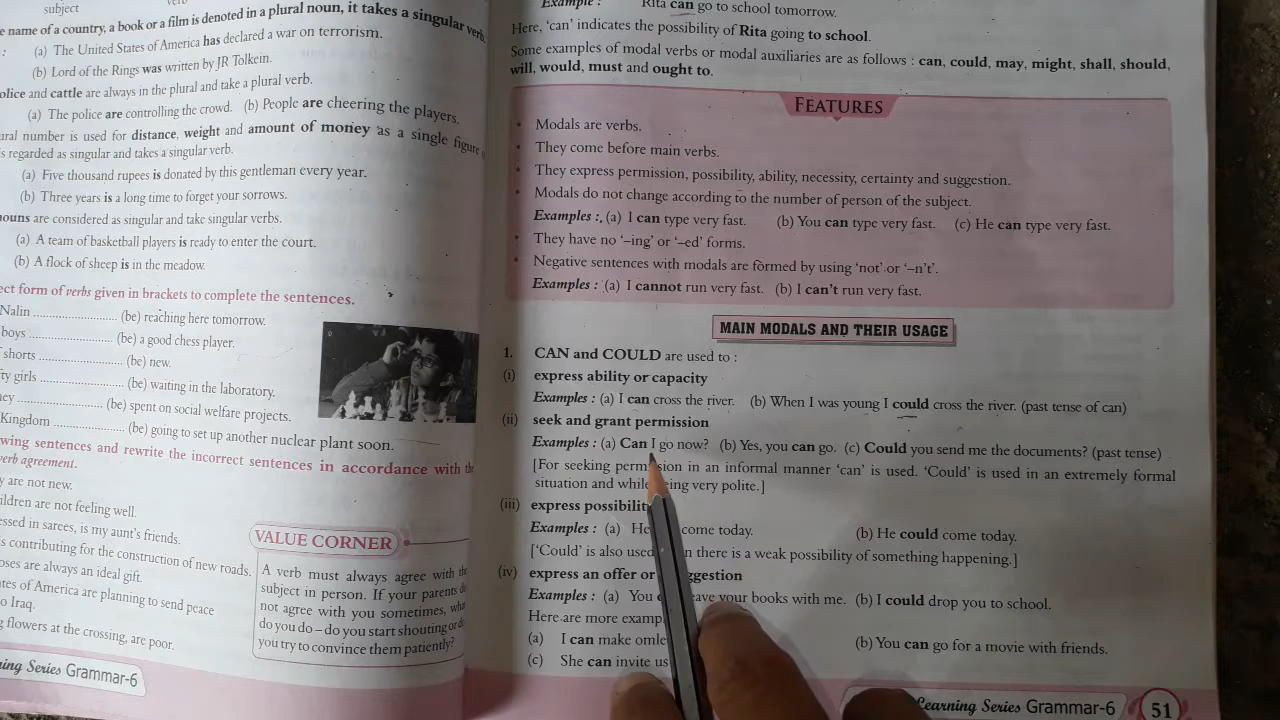 subject
e name of a country, a book or a film is denoted in a plural noun, it takes a singular verb.
: (a) The United States of America has declared a war on terrorism.
(b) Lord of the Rings was written by JR Tolkein.
olice and cattle are always in the plural and take a plural verb.
(a) The police are controlling the crowd. (b) People are cheering the players.
ural number is used for distance, weight and amount of money as a single figure
s regarded as singular and takes a singular verb.
(a) Five thousand rupees is donated by this gentleman every year.
(b) Three years is a long time to forget your sorrows.
nouns are considered as singular and take singular verbs.
(a) A team of basketball players is ready to enter the court.
(b) A flock of sheep is in the meadow.
ect form of verbs given in brackets to complete the sentences.
Nalin .................... (be) reaching here tomorrow.
boys .................... (be) a good chess player.
shorts .................... (be) new.
ty girls .................... (be) waiting in the laboratory.
ey .................... (be) spent on social welfare projects.
Kingdom .................... (be) going to set up another nuclear plant soon.
wing sentences and rewrite the incorrect sentences in accordance with the
verb agreement.
y are not new.
ildren are not feeling well.
essed in sarees, is my aunt's friends.
s contributing for the construction of new roads.
oses are always an ideal gift.
tes of America are planning to send peace
o Iraq.
g flowers at the crossing, are poor.
VALUE CORNER
A verb must always agree with the
subject in person. If your parents do
not agree with you sometimes, what
do you do – do you start shouting or do
you try to convince them patiently?
ning Series Grammar-6
Example : Rita can go to school tomorrow.
Here, 'can' indicates the possibility of Rita going to school.
Some examples of modal verbs or modal auxiliaries are as follows : can, could, may, might, shall, should,
will, would, must and ought to.
FEATURES
• Modals are verbs.
• They come before main verbs.
• They express permission, possibility, ability, necessity, certainty and suggestion.
• Modals do not change according to the number of person of the subject.
Examples : (a) I can type very fast. (b) You can type very fast. (c) He can type very fast.
• They have no '–ing' or '–ed' forms.
• Negative sentences with modals are formed by using 'not' or '–n't'.
Examples : (a) I cannot run very fast. (b) I can't run very fast.
MAIN MODALS AND THEIR USAGE
1. CAN and COULD are used to :
(i) express ability or capacity
Examples : (a) I can cross the river. (b) When I was young I could cross the river. (past tense of can)
(ii) seek and grant permission
Examples : (a) Can I go now? (b) Yes, you can go. (c) Could you send me the documents? (past tense)
[For seeking permission in an informal manner 'can' is used. 'Could' is used in an extremely formal
situation and while being very polite.]
(iii) express possibilit
Examples : (a) He come today. (b) He could come today.
['Could' is also used n there is a weak possibility of something happening.]
(iv) express an offer or ggestion
Examples : (a) You eave your books with me. (b) I could drop you to school.
Here are more examp
(a) I can make omle (b) You can go for a movie with friends.
(c) She can invite us
Learning Series Grammar-6 51